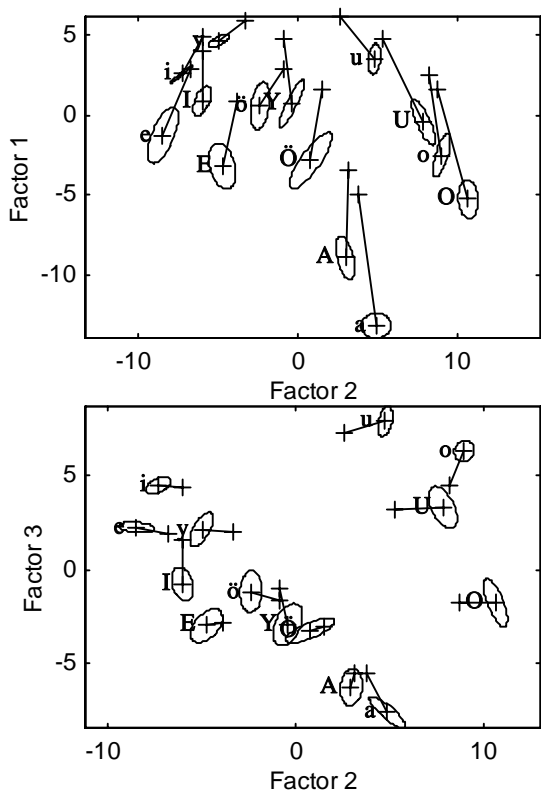 5
0
-5
-10
-10 0 10
Factor 1
Factor 2
y
i
I
e
E
ö
Y
Ö
u
U
o
O
A
a
5
0
-5
-10 0 10
Factor 3
Factor 2
u
o
i
e
y
U
I
ö
E
Y
Ö
O
A
a